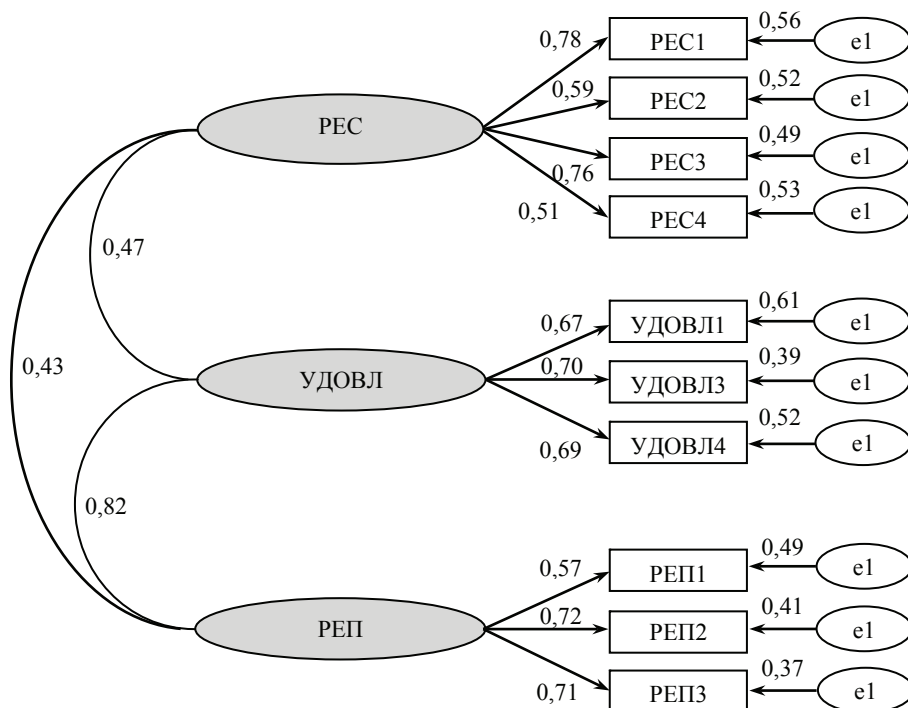 0,78 РЕС1 0,56 e1
0,59 РЕС2 0,52 e1
РЕС
0,76 РЕС3 0,49 e1
0,51 РЕС4 0,53 e1
0,47
0,67 УДОВЛ1 0,61 e1
0,43
УДОВЛ
0,70 УДОВЛ3 0,39 e1
0,69 УДОВЛ4 0,52 e1
0,82
0,57 РЕП1 0,49 e1
РЕП
0,72 РЕП2 0,41 e1
0,71 РЕП3 0,37 e1